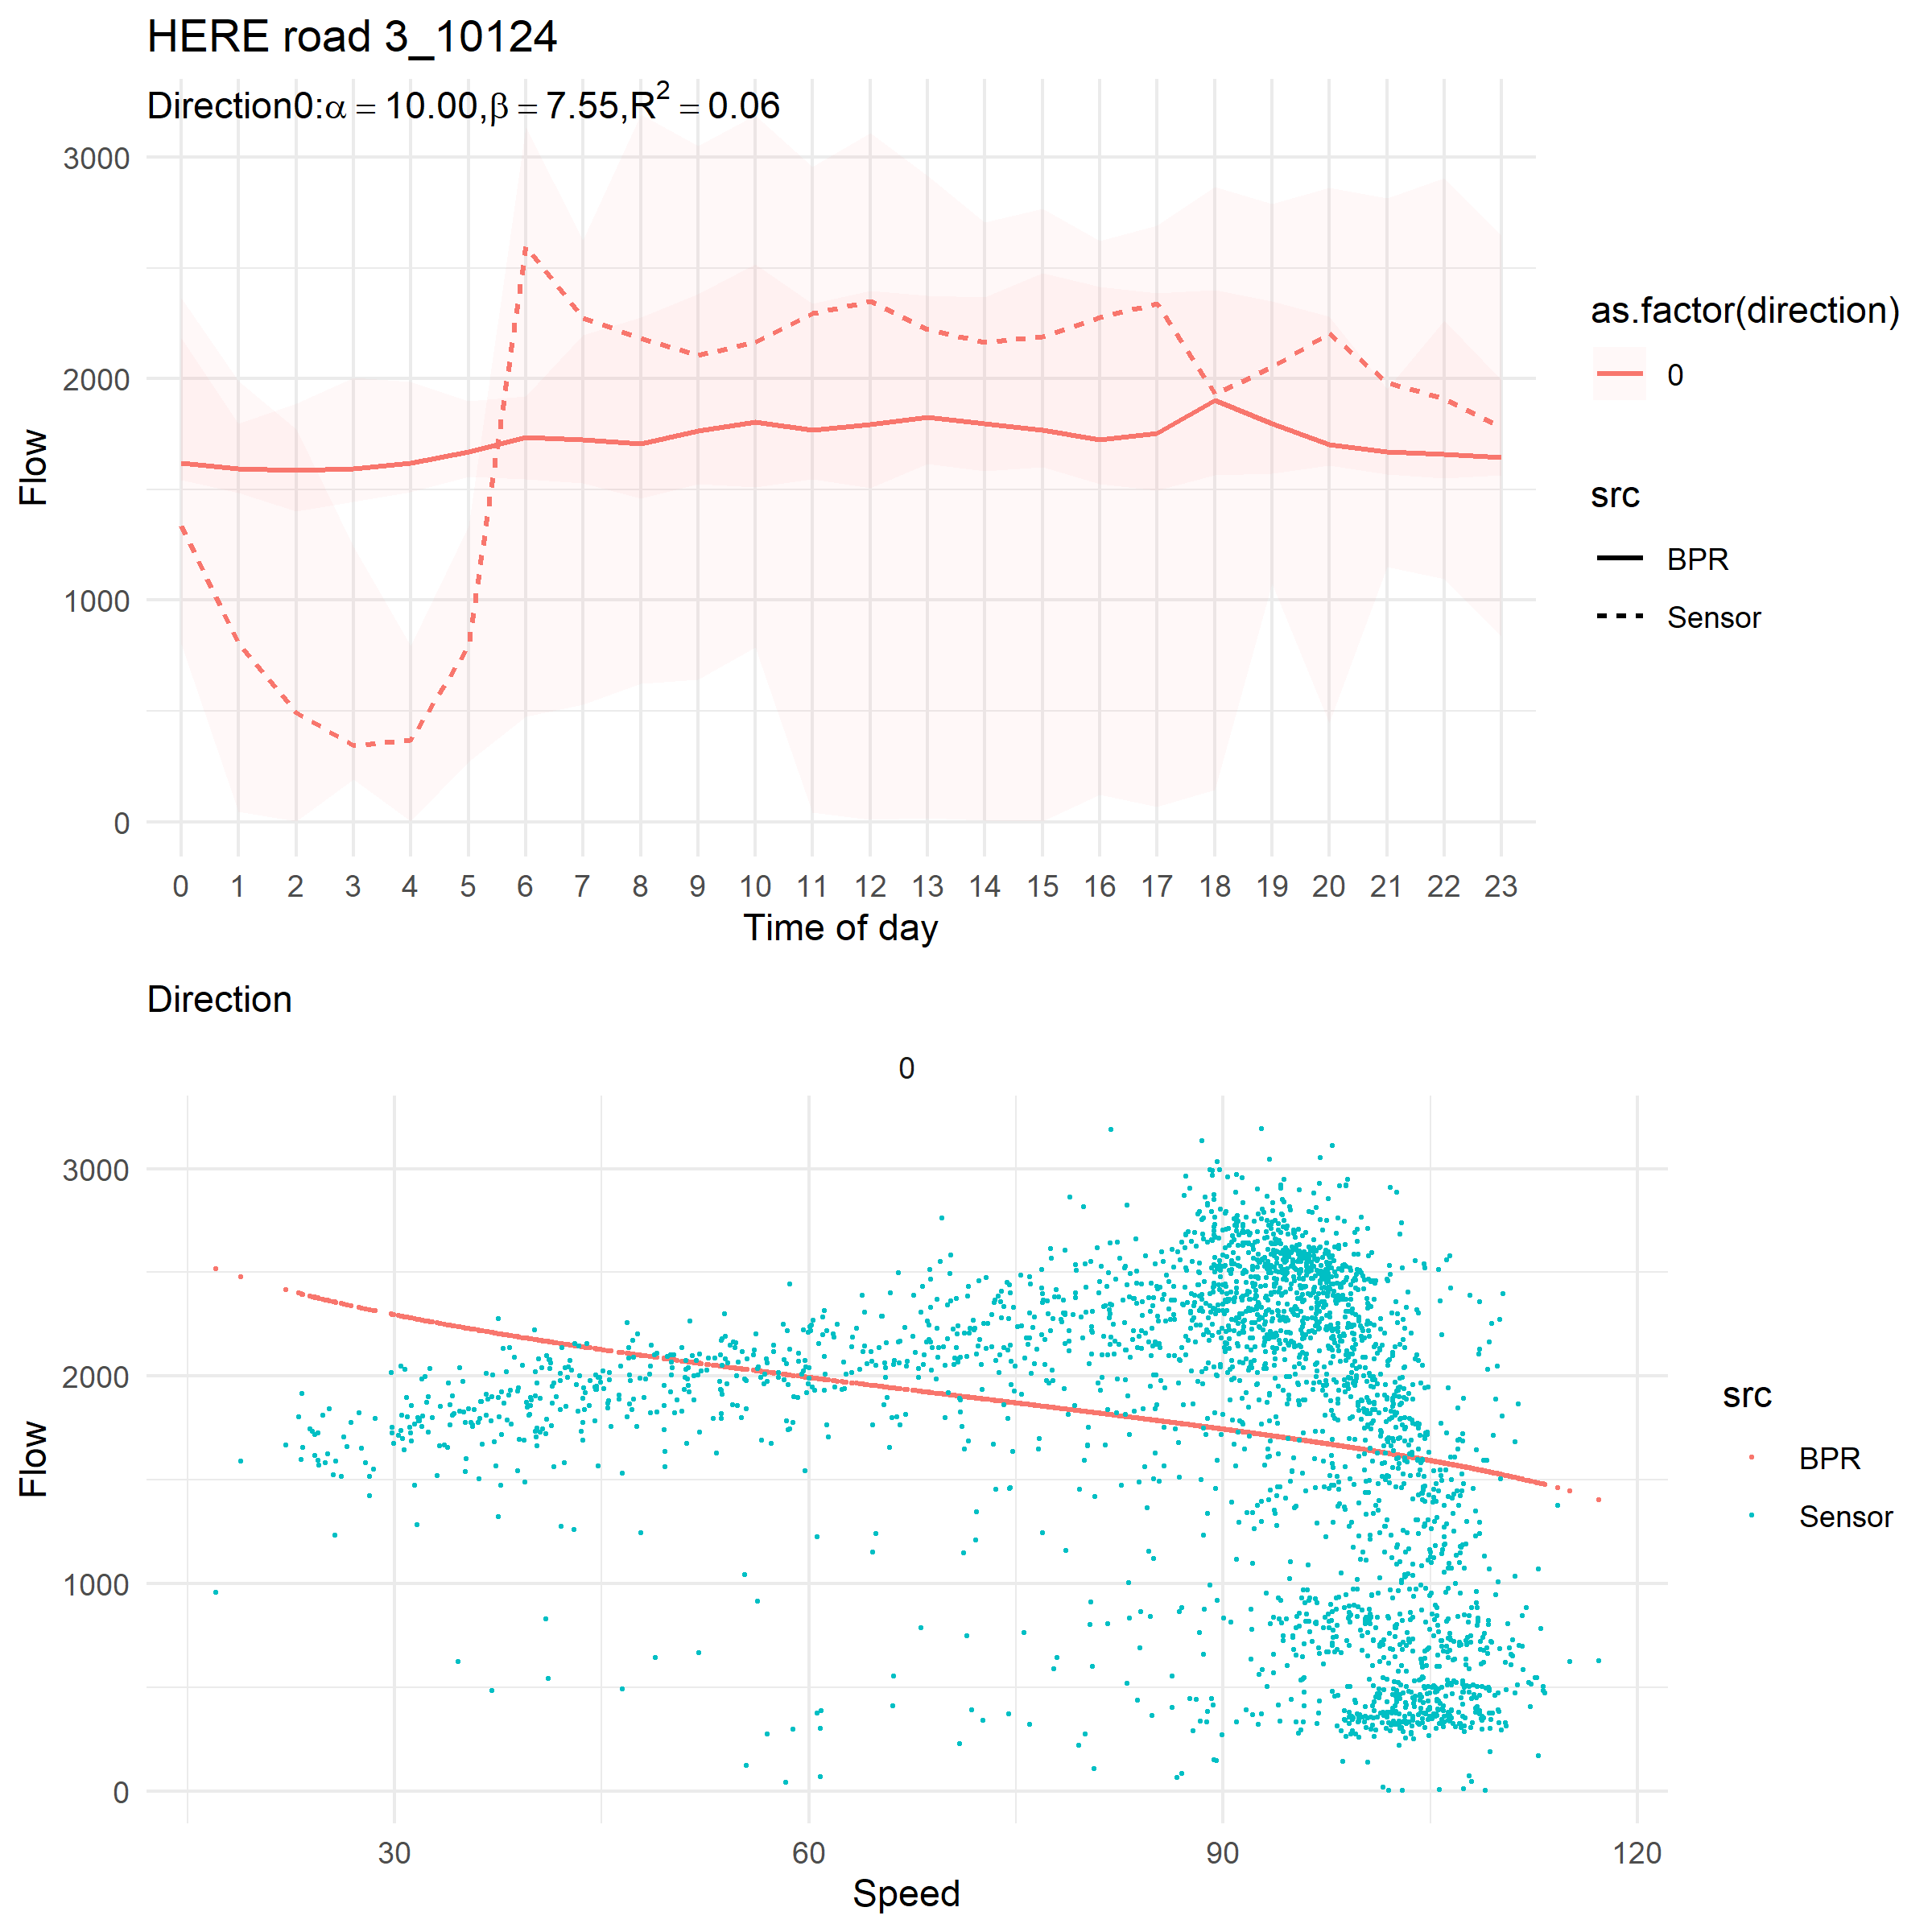 HERE road 3_10124
Direction0:α = 10.00,β = 7.55,R² = 0.06
3000
2000
1000
0
Flow
0 1 2 3 4 5 6 7 8 9 10 11 12 13 14 15 16 17 18 19 20 21 22 23
Time of day
as.factor(direction)
0
src
BPR
Sensor
Direction
0
3000
2000
1000
0
Flow
30 60 90 120
Speed
src
BPR
Sensor